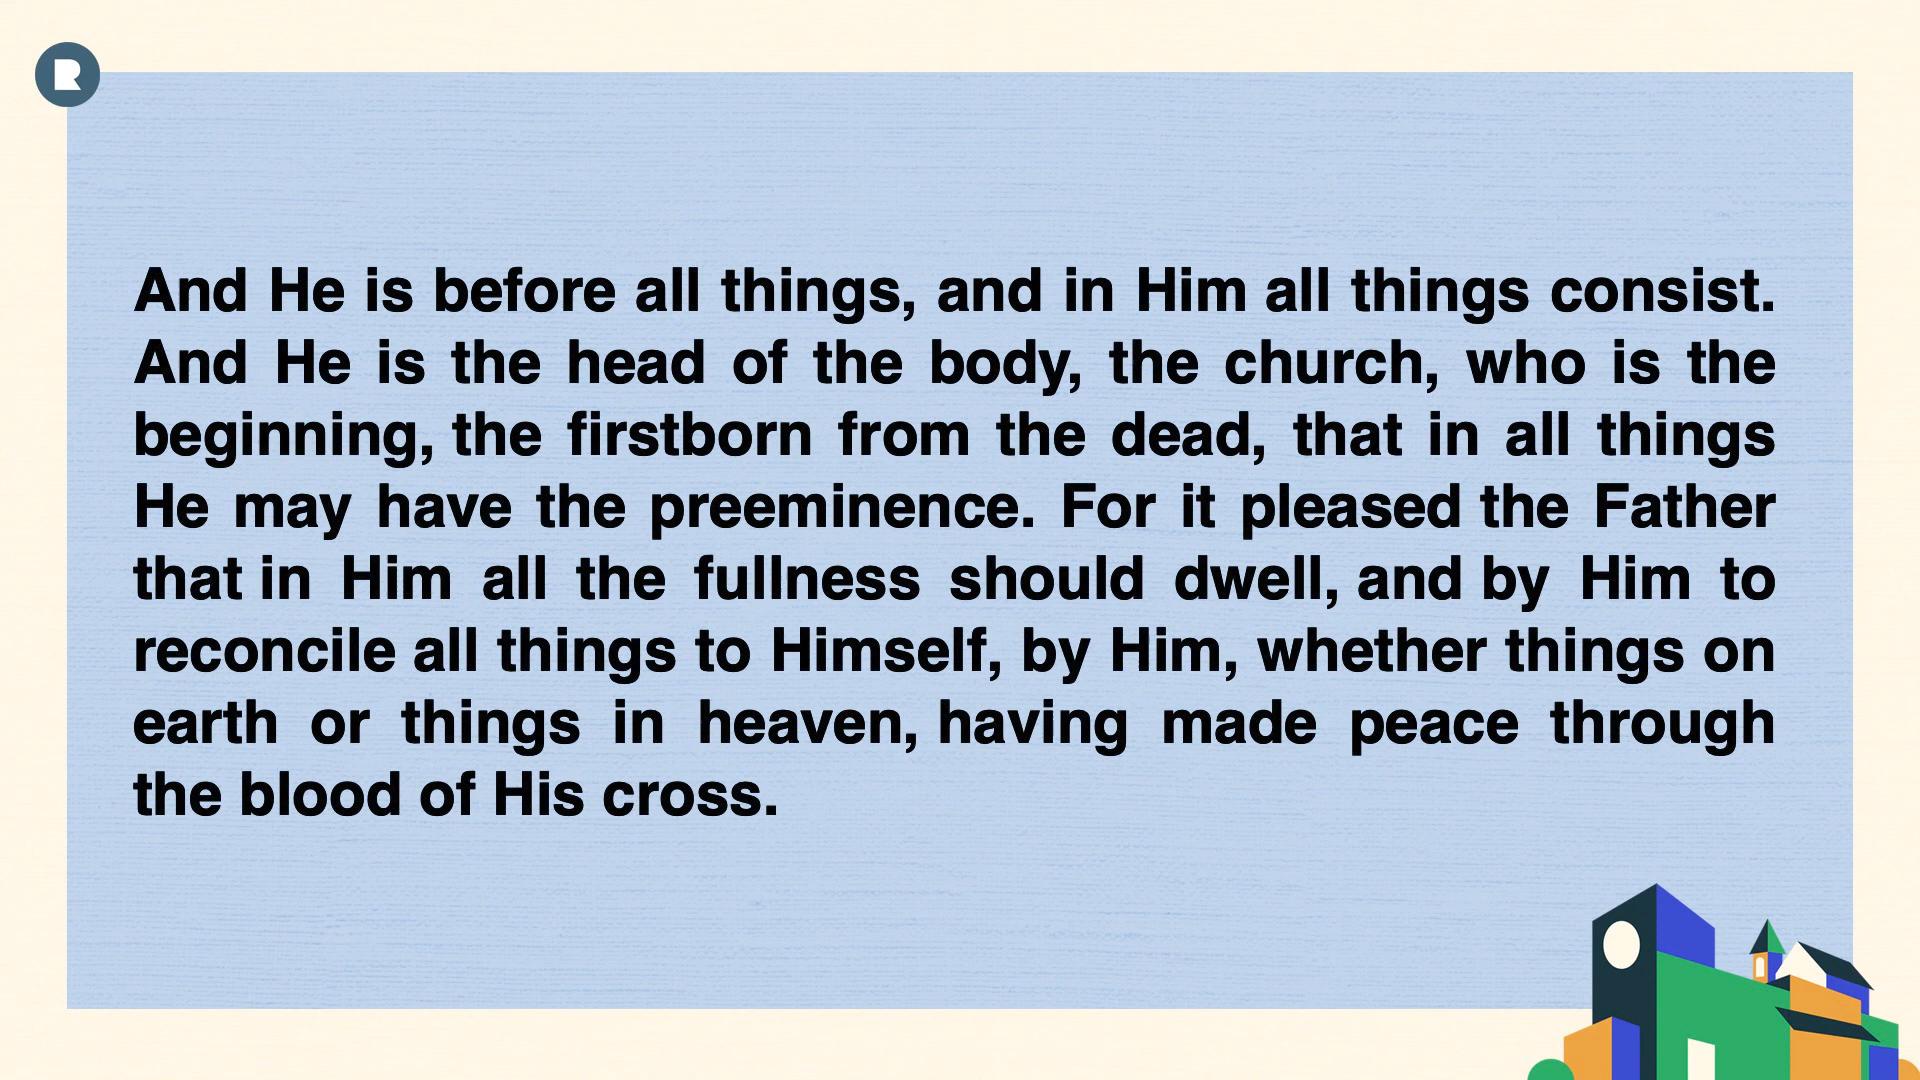 R
And He is before all things, and in Him all things consist.
And He is the head of the body, the church, who is the
beginning, the firstborn from the dead, that in all things
He may have the preeminence. For it pleased the Father
that in Him all the fullness should dwell, and by Him to
reconcile all things to Himself, by Him, whether things on
earth or things in heaven, having made peace through
the blood of His cross.